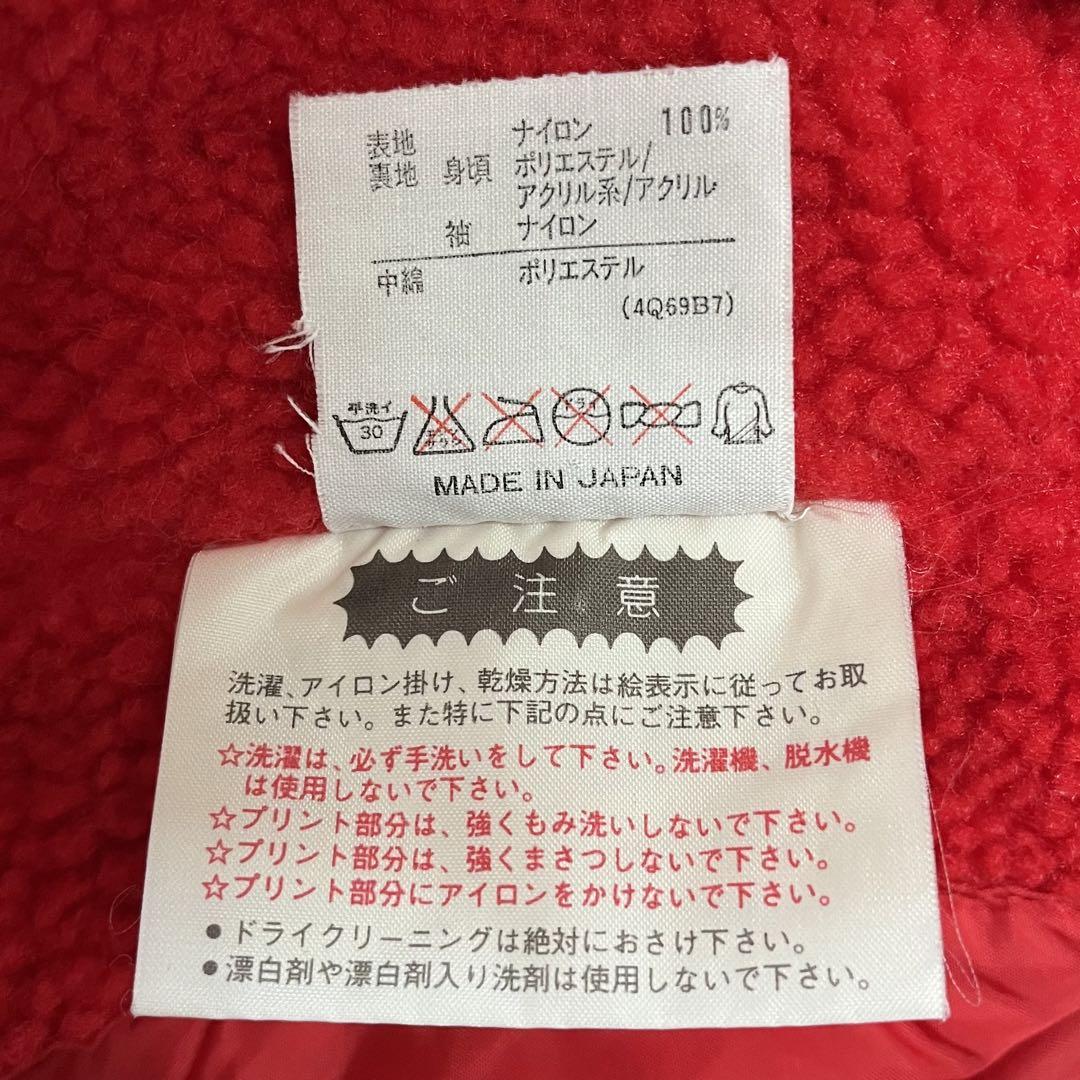 表地 ナイロン 100%
裏地 身頃 ポリエステル/
アクリル系/アクリル
袖 ナイロン
中綿 ポリエステル
(4Q69B7)
手洗イ
30
エンソ
サラシ
ドライ
MADE IN JAPAN
ご注意
洗濯、アイロン掛け、乾燥方法は絵表示に従ってお取
扱い下さい。また特に下記の点にご注意下さい。
☆洗濯は、必ず手洗いをして下さい。洗濯機、脱水機
は使用しないで下さい。
☆プリント部分は、強くもみ洗いしないで下さい。
☆プリント部分は、強くまさつしないで下さい。
☆プリント部分にアイロンをかけないで下さい。
●ドライクリーニングは絶対におさけ下さい。
●漂白剤や漂白剤入り洗剤は使用しないで下さい。